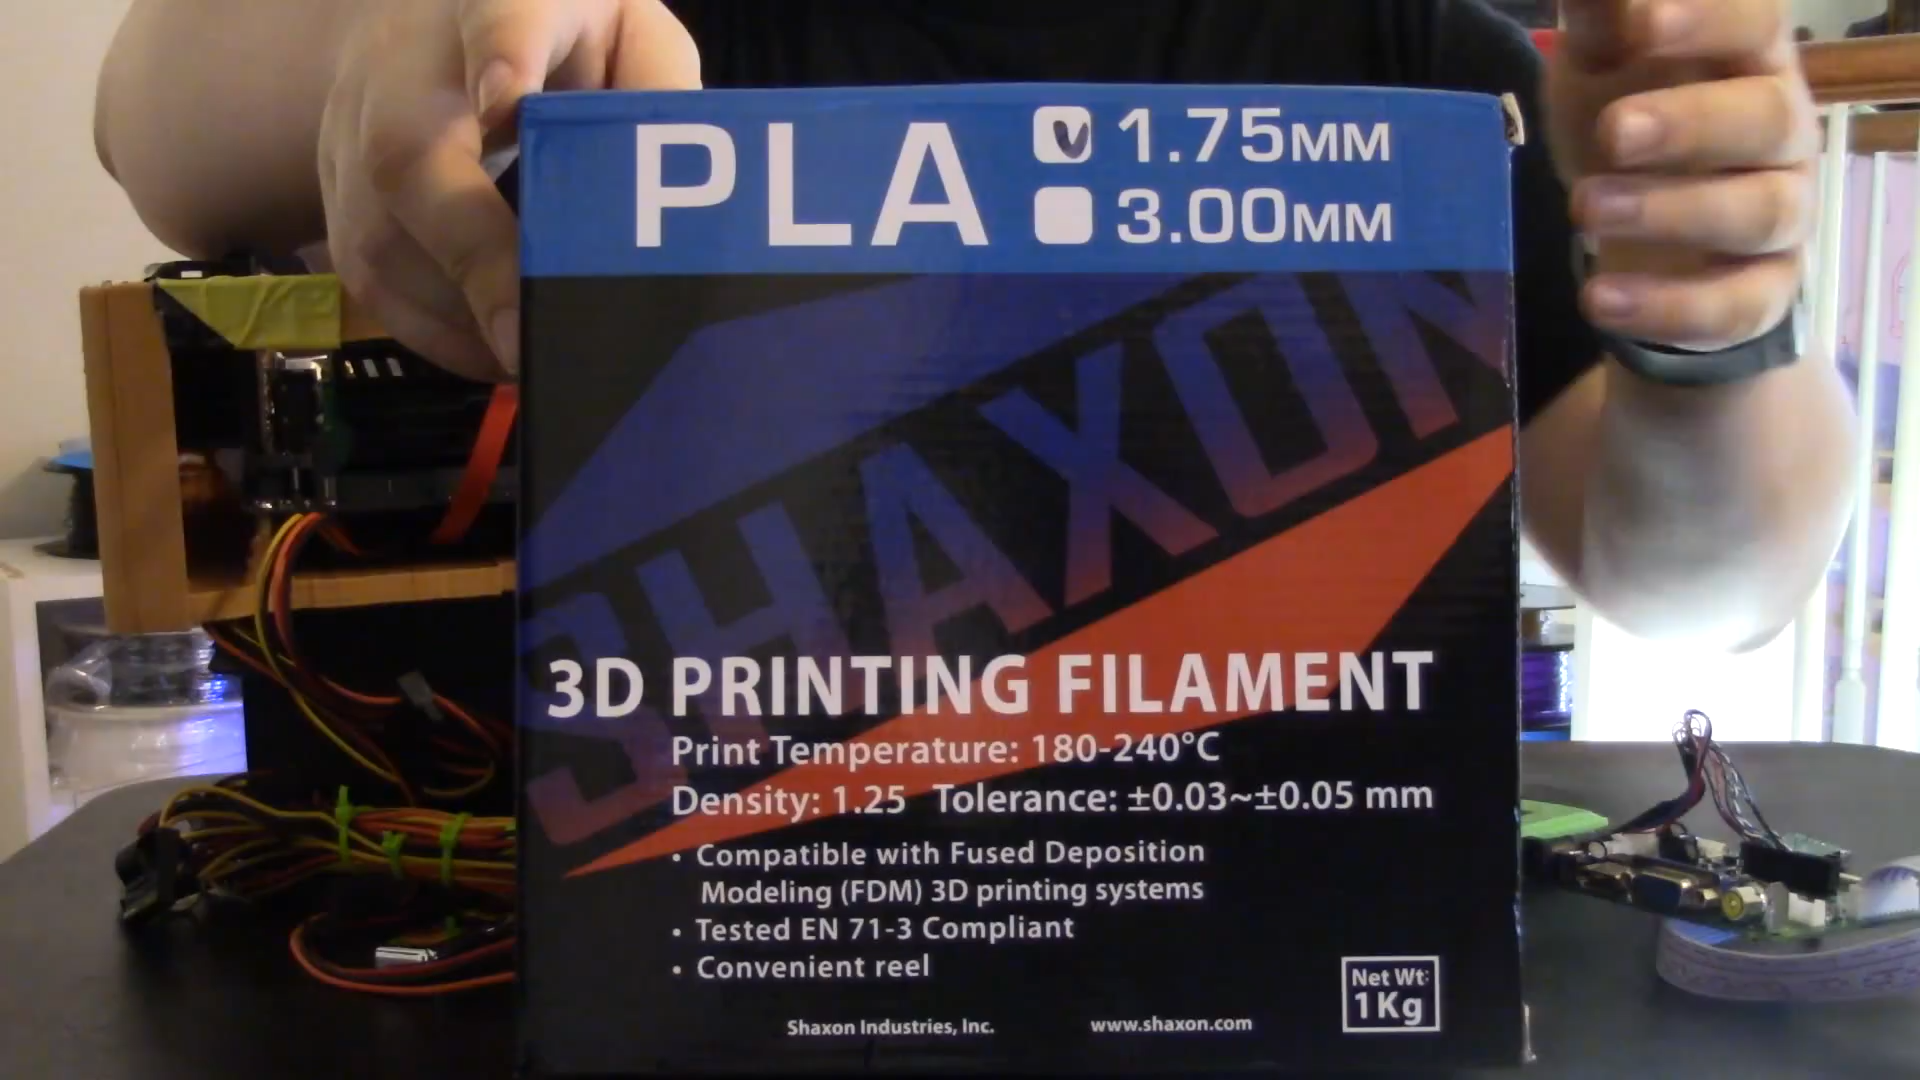 PLA
1.75MM
3.00MM
SHAXON
3D PRINTING FILAMENT
Print Temperature: 180-240°C
Density: 1.25 Tolerance: ±0.03~±0.05 mm
• Compatible with Fused Deposition
Modeling (FDM) 3D printing systems
• Tested EN 71-3 Compliant
• Convenient reel
Net Wt:
1Kg
Shaxon Industries, Inc. www.shaxon.com